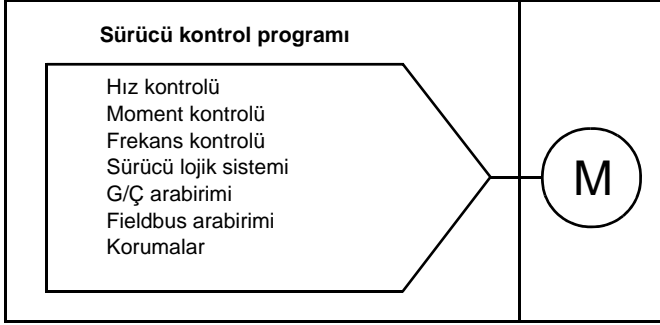 Sürücü kontrol programı
Hız kontrolü
Moment kontrolü
Frekans kontrolü
Sürücü lojik sistemi
G/Ç arabirimi
Fieldbus arabirimi
Korumalar
M